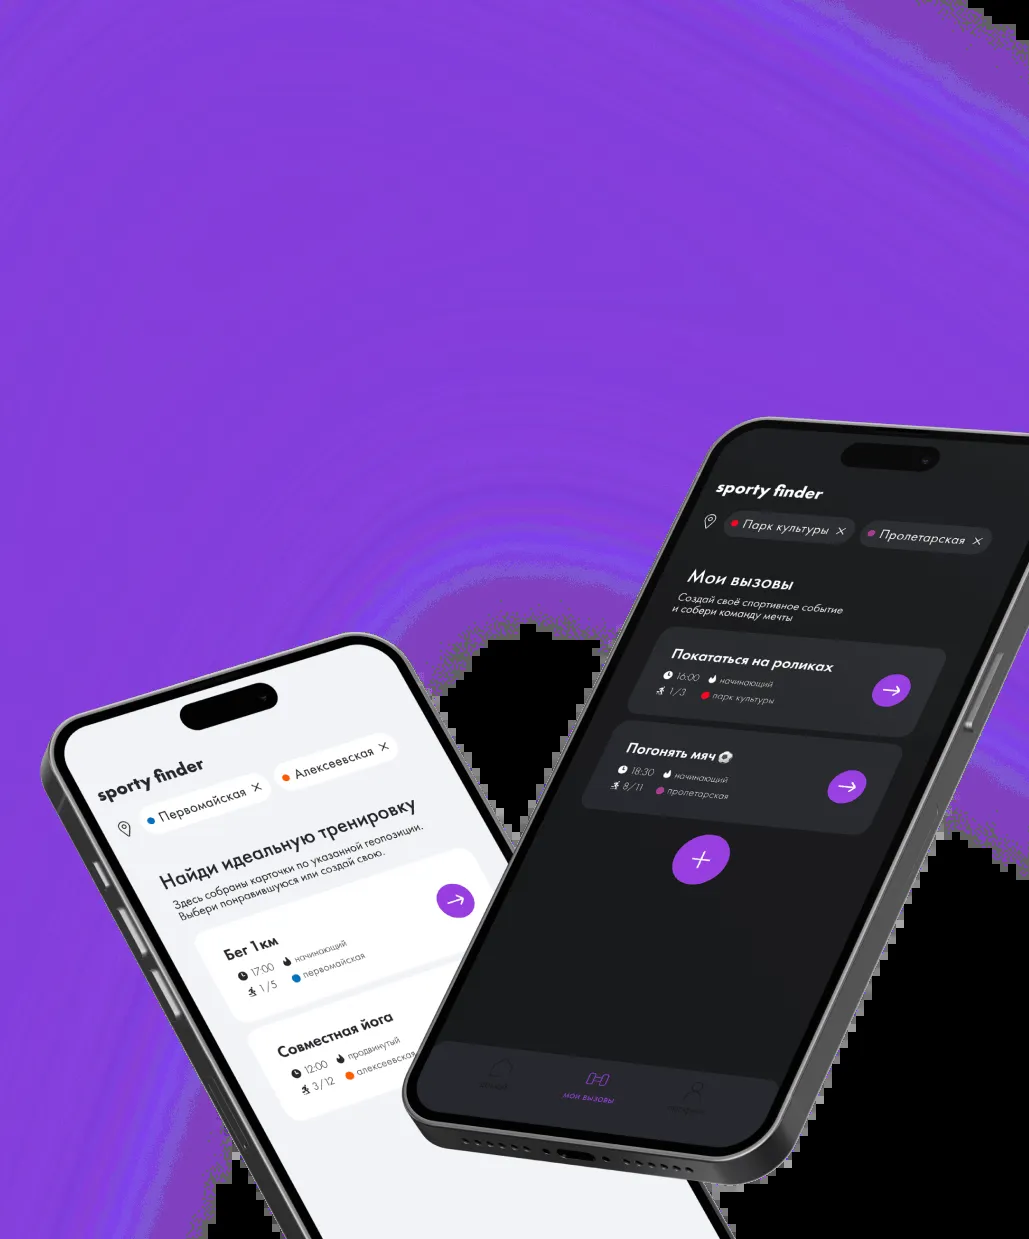 sporty finder
Первомайская
Алексеевская
Найди идеальную тренировку
Здесь собраны карточки по указанной геопозиции.
Выбери понравившуюся или создай свою.
Бег 1 км
17:00 начинающий
1/5 первомайская
Совместная йога
12:00 продвинутый
3/12 алексеевская
sporty finder
Парк культуры
Пролетарская
Мои вызовы
Создай своё спортивное событие
и собери команду мечты
Покататься на роликах
16:00 начинающий
1/3 парк культуры
Погонять мяч
18:30 начинающий
8/11 пролетарская
мои вызовы